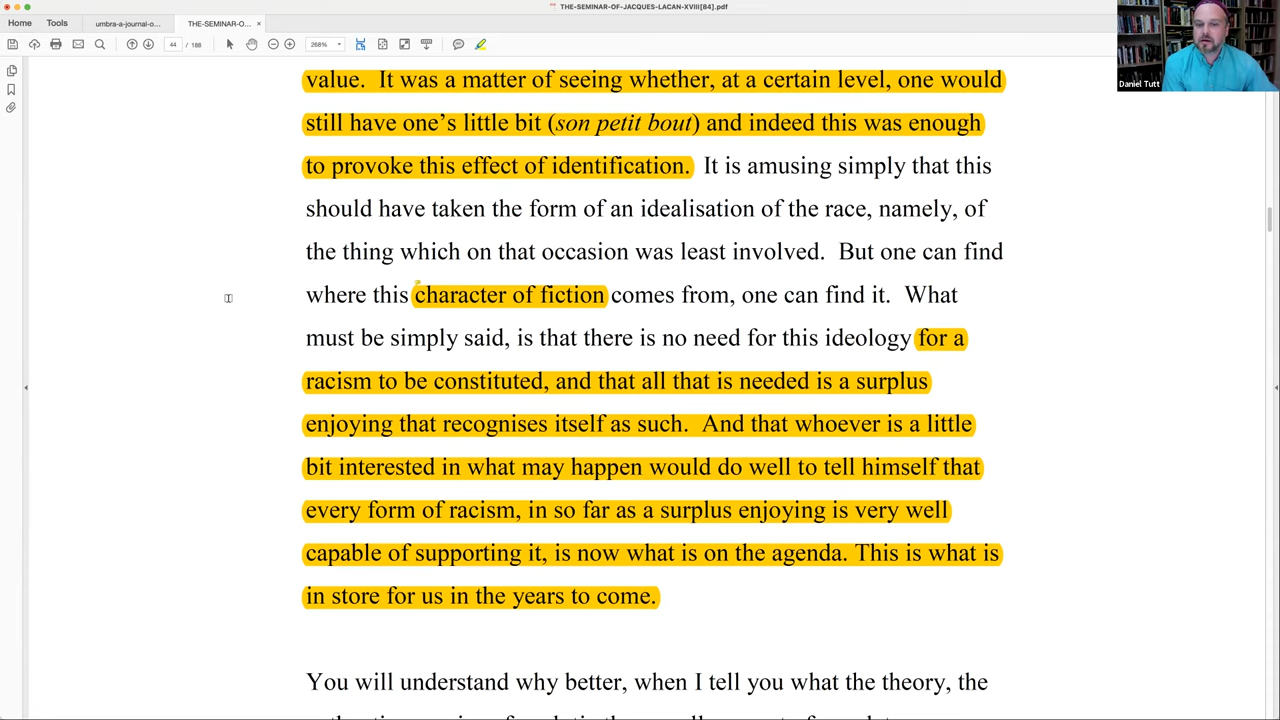 THE-SEMINAR-OF-JACQUES-LACAN-XVIII[84].pdf
Home Tools umbra-a-journal-o... THE-SEMINAR-O... ×
44 / 188 268%
Daniel Tutt
value. It was a matter of seeing whether, at a certain level, one would
still have one's little bit (son petit bout) and indeed this was enough
to provoke this effect of identification. It is amusing simply that this
should have taken the form of an idealisation of the race, namely, of
the thing which on that occasion was least involved. But one can find
where this character of fiction comes from, one can find it. What
must be simply said, is that there is no need for this ideology for a
racism to be constituted, and that all that is needed is a surplus
enjoying that recognises itself as such. And that whoever is a little
bit interested in what may happen would do well to tell himself that
every form of racism, in so far as a surplus enjoying is very well
capable of supporting it, is now what is on the agenda. This is what is
in store for us in the years to come.
You will understand why better, when I tell you what the theory, the